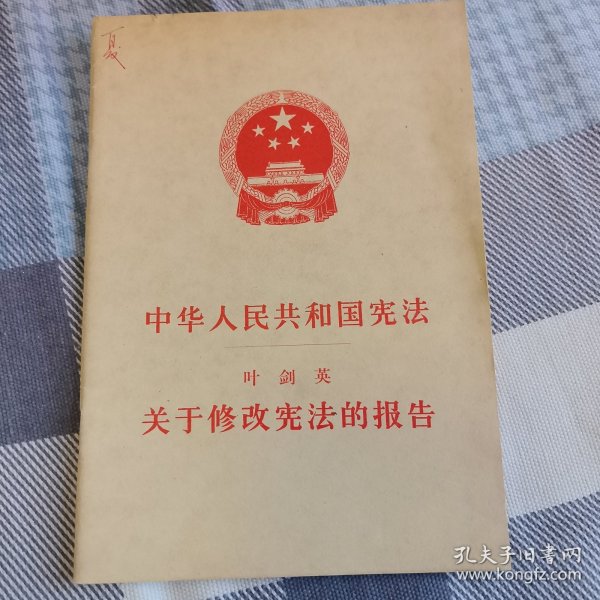 夏
中华人民共和国宪法
叶剑英
关于修改宪法的报告
孔夫子旧书网
www.kongfz.com